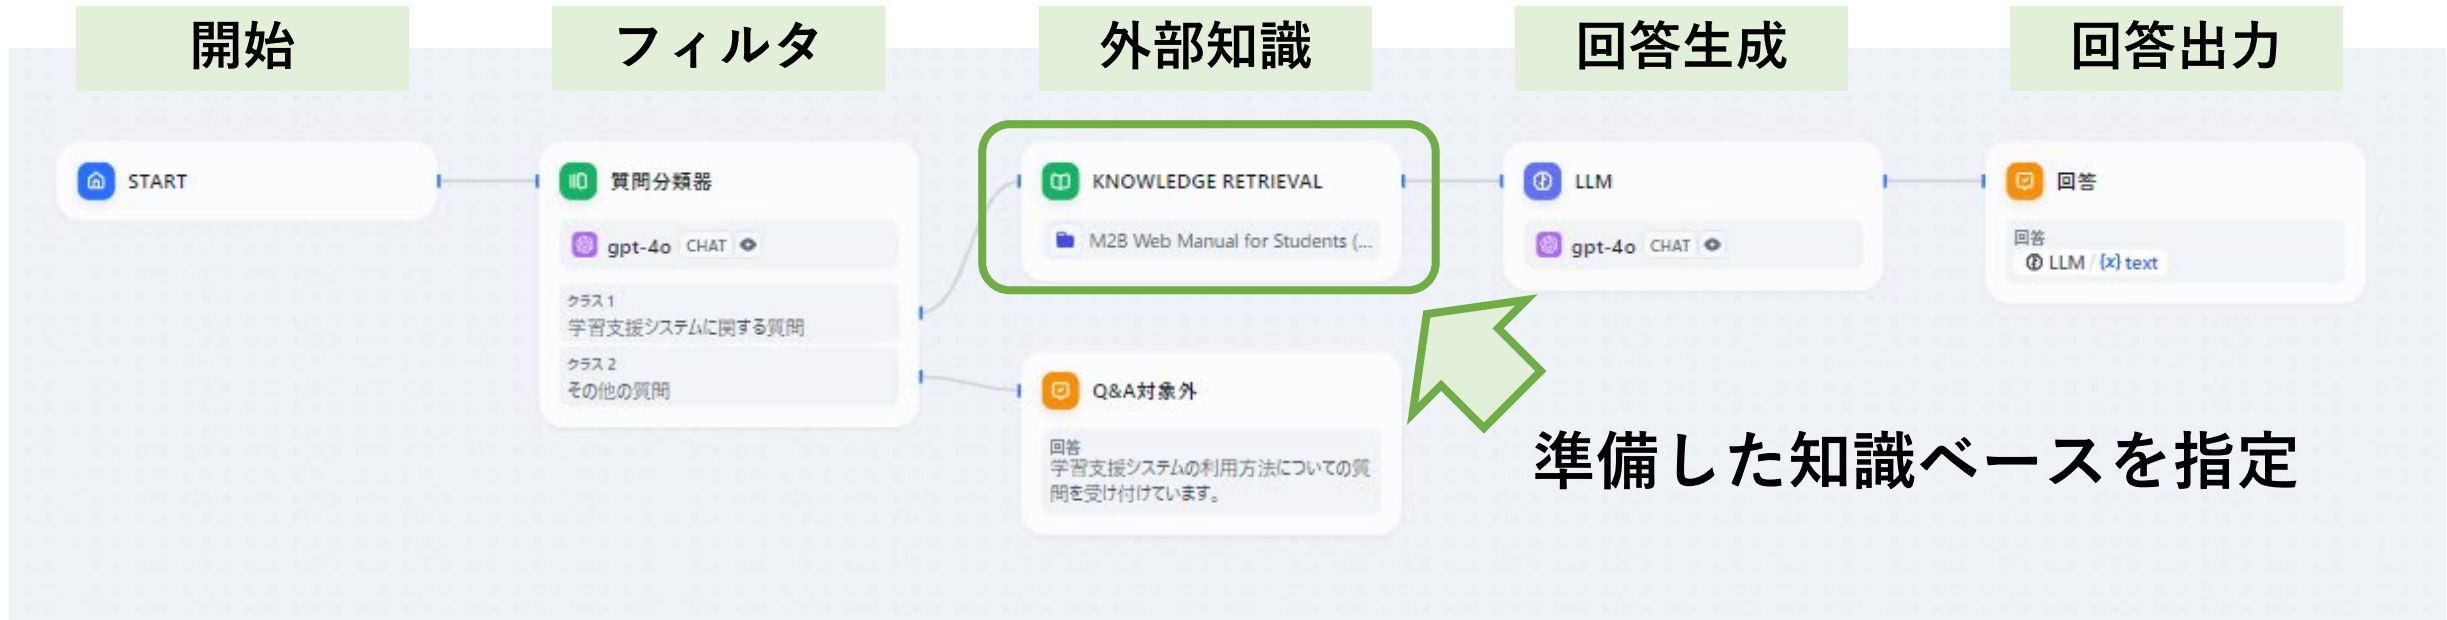 開始
フィルタ
外部知識
回答生成
回答出力
START
質問分類器
gpt-4o CHAT
クラス 1
学習支援システムに関する質問
クラス 2
その他の質問
KNOWLEDGE RETRIEVAL
M2B Web Manual for Students (...
Q&A対象外
回答
学習支援システムの利用方法についての質
問を受け付けています。
LLM
gpt-4o CHAT
回答
回答
LLM / {x} text
準備した知識ベースを指定